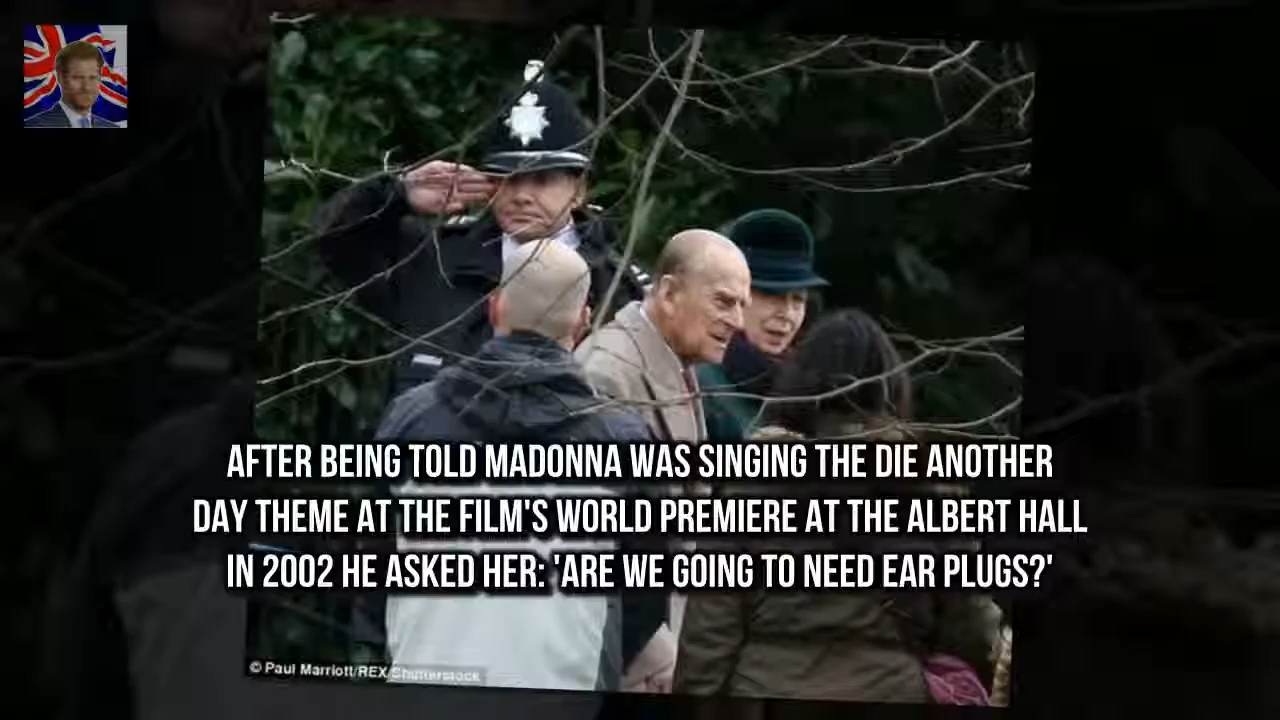 AFTER BEING TOLD MADONNA WAS SINGING THE DIE ANOTHER
DAY THEME AT THE FILM'S WORLD PREMIERE AT THE ALBERT HALL
IN 2002 HE ASKED HER: 'ARE WE GOING TO NEED EAR PLUGS?'
© Paul Marriott/REX/Shutterstock